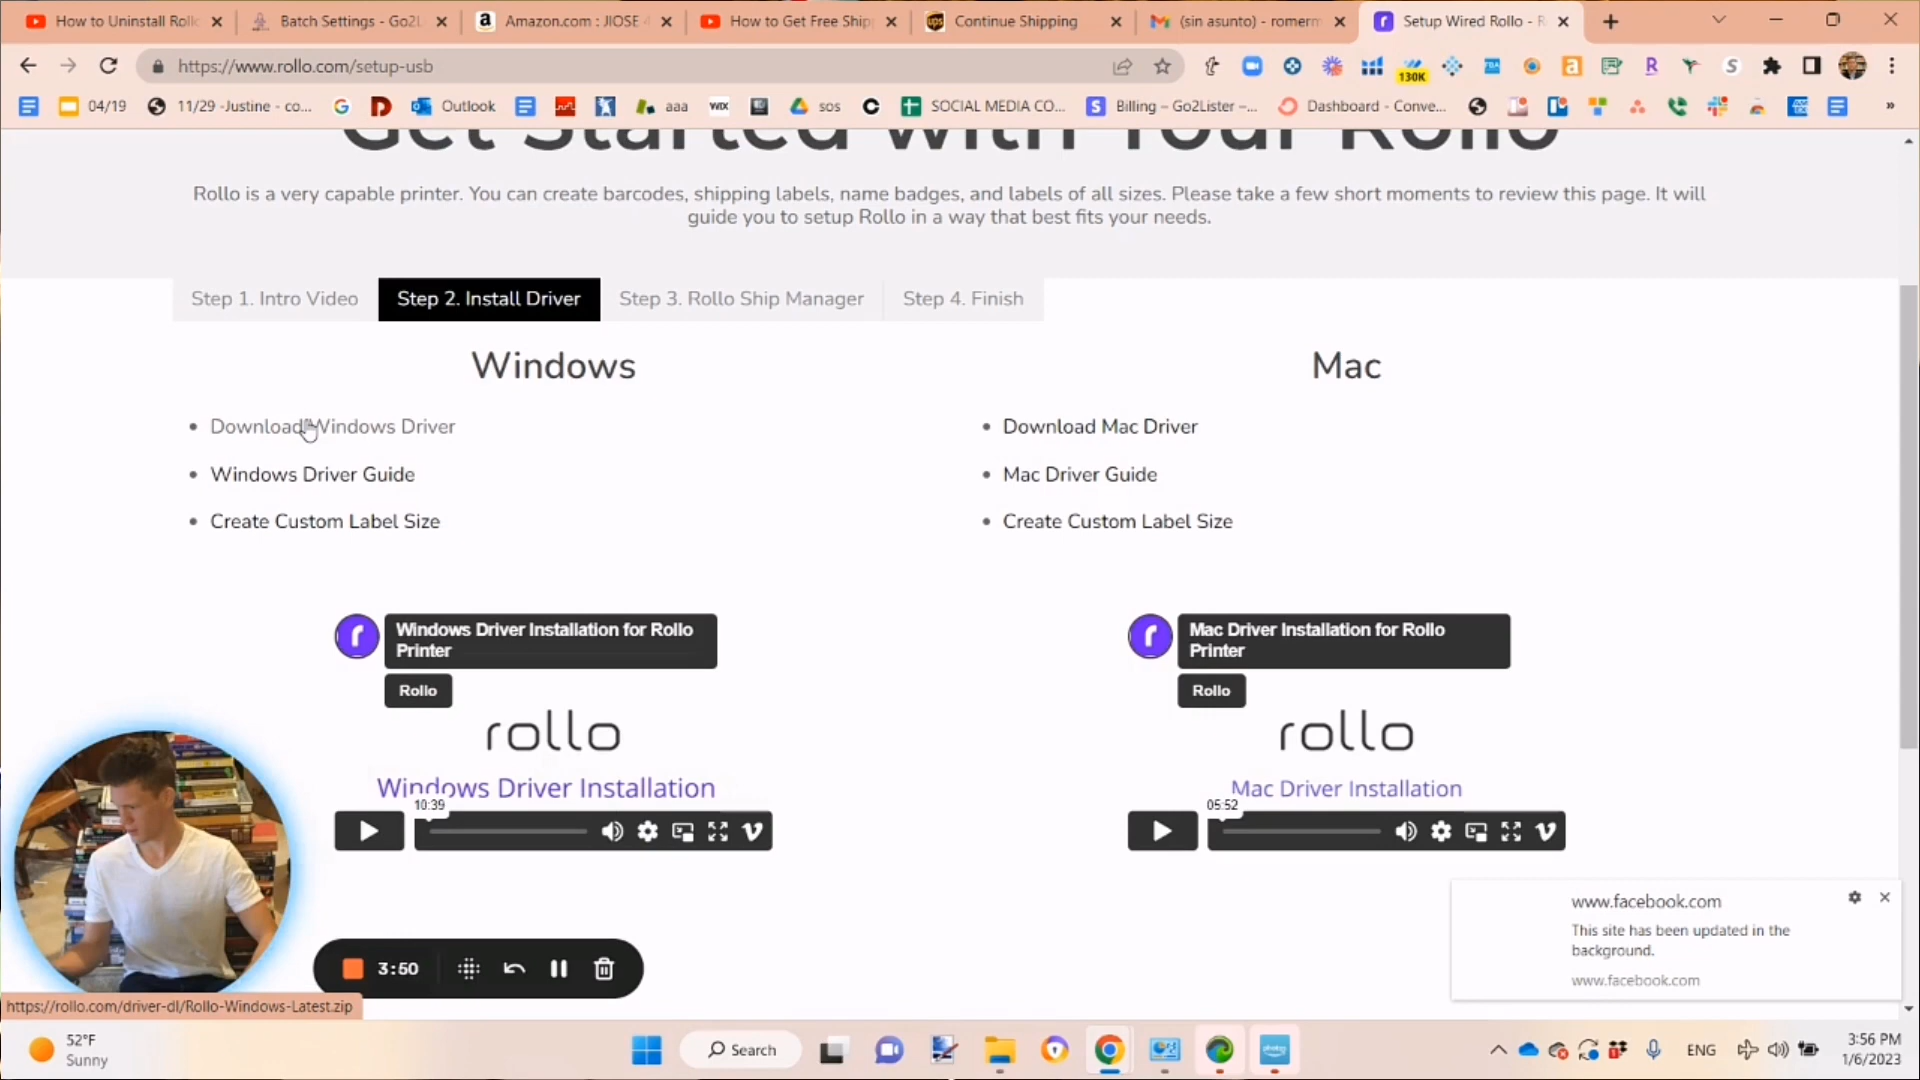 How to Uninstall Roll
Batch Settings - Go2L
Amazon.com : JIOSE 4
How to Get Free Ship
Continue Shipping
(sin asunto) - romerm
Setup Wired Rollo - R
https://www.rollo.com/setup-usb
130K
04/19
11/29 -Justine - co...
Outlook
aaa
WIX
sos
SOCIAL MEDIA CO...
Billing – Go2Lister –...
Dashboard - Conve...
Get Started with Your Rollo
Rollo is a very capable printer. You can create barcodes, shipping labels, name badges, and labels of all sizes. Please take a few short moments to review this page. It will
guide you to setup Rollo in a way that best fits your needs.
Step 1. Intro Video
Step 2. Install Driver
Step 3. Rollo Ship Manager
Step 4. Finish
Windows
Mac
Download Windows Driver
Download Mac Driver
Windows Driver Guide
Mac Driver Guide
Create Custom Label Size
Create Custom Label Size
Windows Driver Installation for Rollo
Printer
Rollo
rollo
Windows Driver Installation
10:39
Mac Driver Installation for Rollo
Printer
Rollo
rollo
Mac Driver Installation
05:52
www.facebook.com
This site has been updated in the
background.
www.facebook.com
3:50
https://rollo.com/driver-dl/Rollo-Windows-Latest.zip
52°F
Sunny
Search
ENG
3:56 PM
1/6/2023